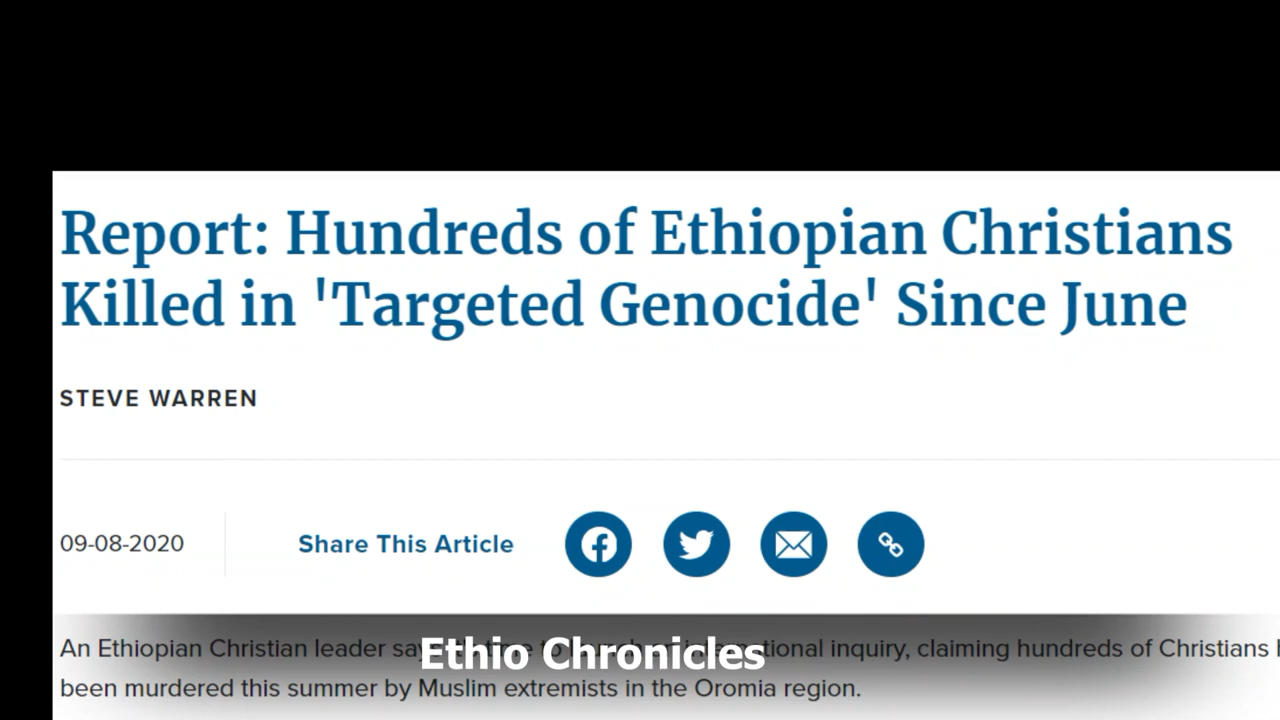 Report: Hundreds of Ethiopian Christians
Killed in 'Targeted Genocide' Since June
STEVE WARREN
09-08-2020
Share This Article
An Ethiopian Christian leader inquiry, claiming hundreds of Christians
Ethio Chronicles
been murdered this summer by Muslim extremists in the Oromia region.